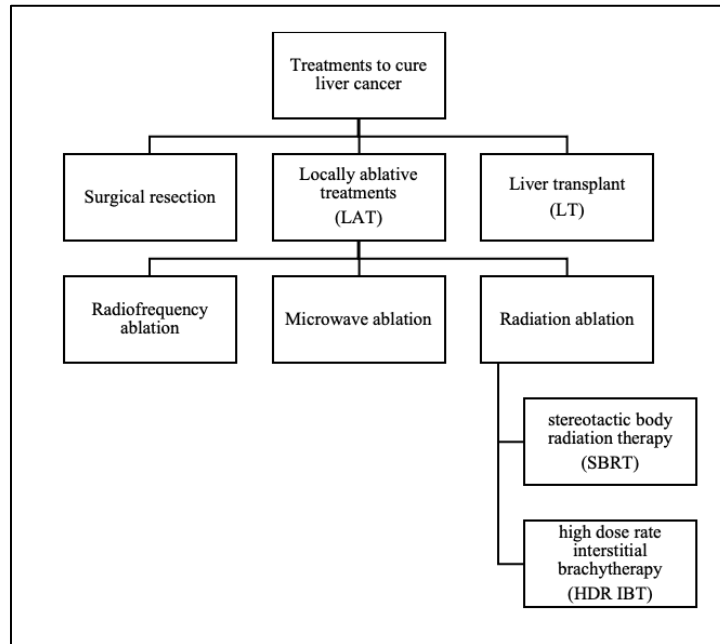 Treatments to cure
liver cancer
Surgical resection
Locally ablative
treatments
(LAT)
Liver transplant
(LT)
Radiofrequency
ablation
Microwave ablation
Radiation ablation
stereotactic body
radiation therapy
(SBRT)
high dose rate
interstitial
brachytherapy
(HDR IBT)